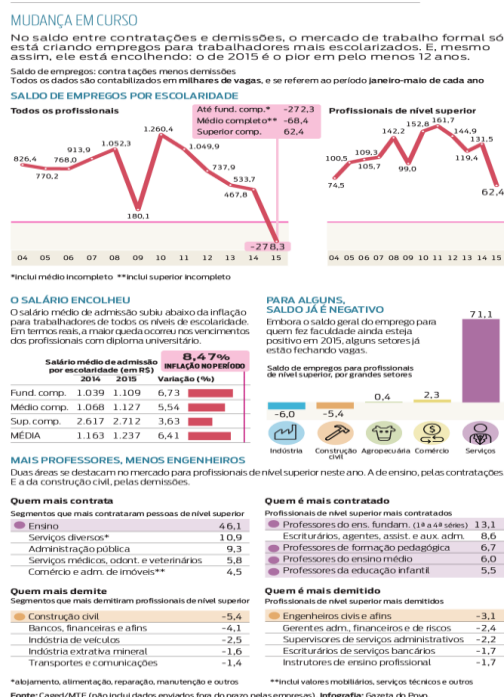 MUDANÇA EM CURSO
No saldo entre contratações e demissões, o mercado de trabalho formal só
está criando empregos para trabalhadores mais escolarizados. E, mesmo
assim, ele está encolhendo: o de 2015 é o pior em pelo menos 12 anos.
Saldo de empregos: contratações menos demissões
Todos os dados são contabilizados em milhares de vagas, e se referem ao período janeiro-maio de cada ano
SALDO DE EMPREGOS POR ESCOLARIDADE
Todos os profissionais
Até fund. comp.* -272,3
Médio completo** -68,4
Superior comp. 62,4
826,4
770,2
768,0
913,9
1.052,3
180,1
1.260,4
1.049,9
737,9
467,8
533,7
-278,3
04 05 06 07 08 09 10 11 12 13 14 15
Profissionais de nível superior
74,5
100,5
105,7
109,3
142,2
99,0
152,8
161,7
144,9
119,4
131,5
62,4
04 05 06 07 08 09 10 11 12 13 14 15
*inclui médio incompleto **inclui superior incompleto
O SALÁRIO ENCOLHEU
O salário médio de admissão subiu abaixo da inflação
para trabalhadores de todos os níveis de escolaridade.
Em termos reais, a maior queda ocorreu nos vencimentos
dos profissionais com diploma universitário.
Salário médio de admissão
por escolaridade (em R$)
8,47%
INFLAÇÃO NO PERÍODO
2014 2015 Variação (%)
Fund. comp. 1.039 1.109 6,73
Médio comp. 1.068 1.127 5,54
Sup. comp. 2.617 2.712 3,63
MÉDIA 1.163 1.237 6,41
PARA ALGUNS,
SALDO JÁ É NEGATIVO
Embora o saldo geral do emprego para
quem fez faculdade ainda esteja
positivo em 2015, alguns setores já
estão fechando vagas.
Saldo de empregos para profissionais
de nível superior, por grandes setores
-6,0
-5,4
0,4
2,3
71,1
Indústria
Construção
civil
Agropecuária
Comércio
Serviços
MAIS PROFESSORES, MENOS ENGENHEIROS
Duas áreas se destacam no mercado para profissionais de nível superior neste ano. A de ensino, pelas contratações.
E a da construção civil, pelas demissões.
Quem mais contrata
Segmentos que mais contrataram pessoas de nível superior
Ensino 46,1
Serviços diversos* 10,9
Administração pública 9,3
Serviços médicos, odont. e veterinários 5,8
Comércio e adm. de imóveis** 4,5
Quem mais demite
Segmentos que mais demitiram profissionais de nível superior
Construção civil -5,4
Bancos, financeiras e afins -4,1
Indústria de veículos -2,5
Indústria extrativa mineral -1,6
Transportes e comunicações -1,4
Quem é mais contratado
Profissionais de nível superior mais contratados
Professores do ens. fundam. (1ª a 4ª séries) 13,1
Escriturários, agentes, assist. e aux. adm. 8,6
Professores de formação pedagógica 6,7
Professores do ensino médio 6,0
Professores da educação infantil 5,5
Quem é mais demitido
Profissionais de nível superior mais demitidos
Engenheiros civis e afins -3,1
Gerentes adm., financeiros e de riscos -2,4
Supervisores de serviços administrativos -2,2
Escriturários de serviços bancários -1,7
Instrutores de ensino profissional -1,7
*alojamento, alimentação, reparação, manutenção e outros
**inclui valores mobiliários, serviços técnicos e outros
Fonte: Caged/MTE (não inclui dados enviados fora do prazo pelas empresas). Infografia: Gazeta do Povo.